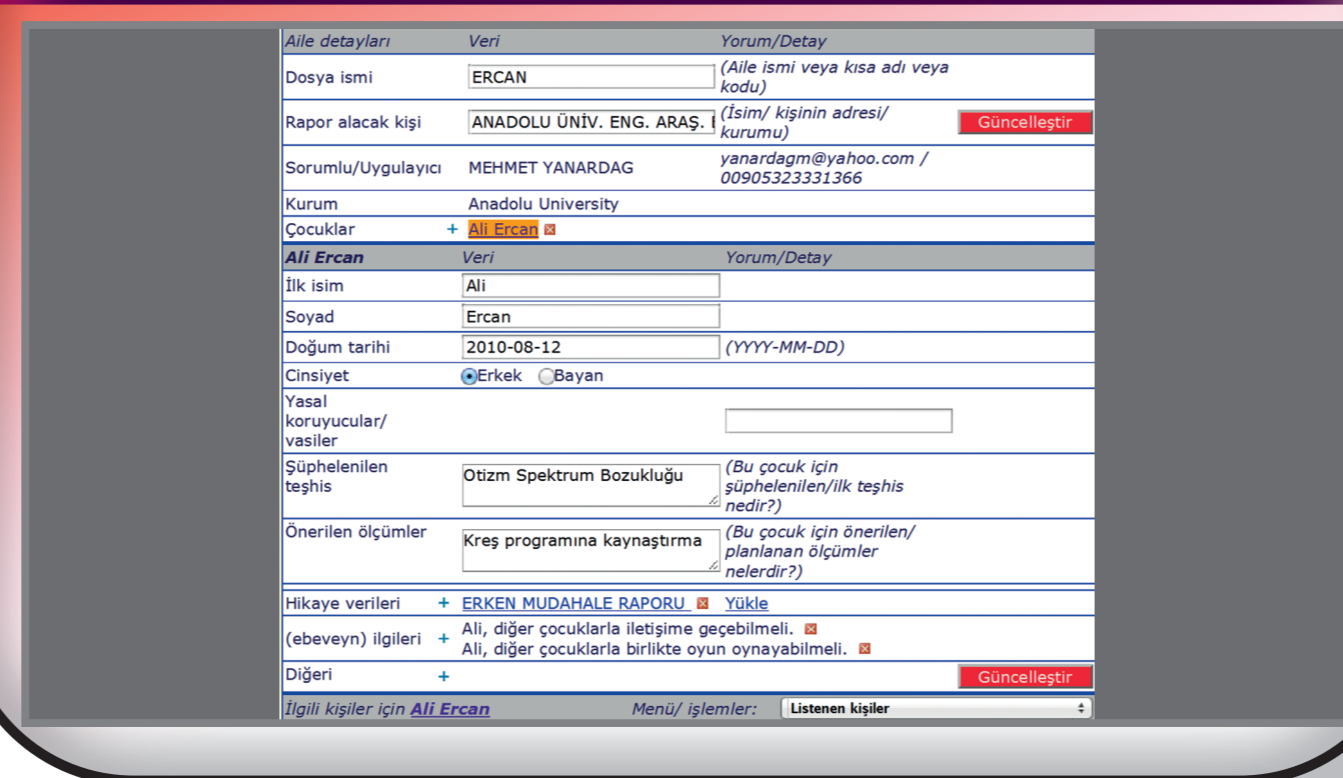 Aile detayları Veri Yorum/Detay
Dosya ismi ERCAN (Aile ismi veya kısa adı veya
kodu)
Rapor alacak kişi ANADOLU ÜNİV. ENG. ARAŞ. (İsim/ kişinin adresi/
kurumu) Güncelleştir
Sorumlu/Uygulayıcı MEHMET YANARDAG yanardagm@yahoo.com /
00905323331366
Kurum Anadolu University
Çocuklar + Ali Ercan
Ali Ercan Veri Yorum/Detay
İlk isim Ali
Soyad Ercan
Doğum tarihi 2010-08-12 (YYYY-MM-DD)
Cinsiyet Erkek Bayan
Yasal
koruyucular/
vasiler
Şüphelenilen
teşhis
Otizm Spektrum Bozukluğu
(Bu çocuk için
şüphelenilen/ilk teşhis
nedir?)
Önerilen ölçümler
Kreş programına kaynaştırma
(Bu çocuk için önerilen/
planlanan ölçümler
nelerdir?)
Hikaye verileri + ERKEN MUDAHALE RAPORU Yükle
(ebeveyn) ilgileri + Ali, diğer çocuklarla iletişime geçebilmeli.
Ali, diğer çocuklarla birlikte oyun oynayabilmeli.
Diğeri + Güncelleştir
İlgili kişiler için Ali Ercan Menü/ işlemler: Listenen kişiler